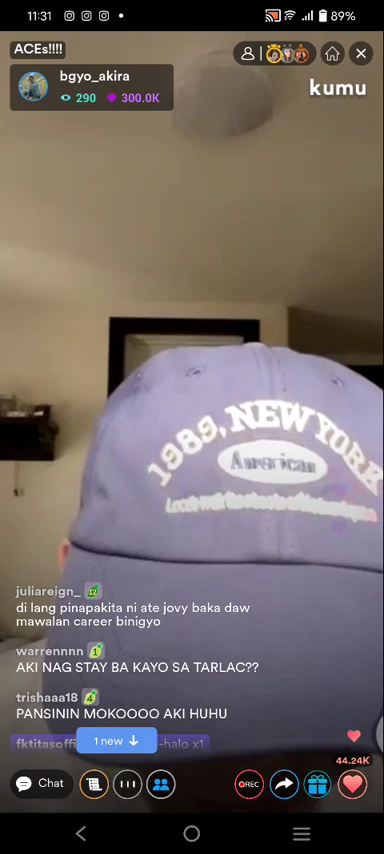 11:31
89%
ACEs!!!!
bgyo_akira
290
300.0K
kumu
1989, NEW YORK
American
juliareign_
12
di lang pinapakita ni ate jovy baka daw
mawalan career binigyo
warrennnnn
1
AKI NAG STAY BA KAYO SA TARLAC??
trishaaa18
4
PANSININ MOKOOOO AKI HUHU
fktitasoffi
1 new
-halo x1
44.24K
Chat
REC